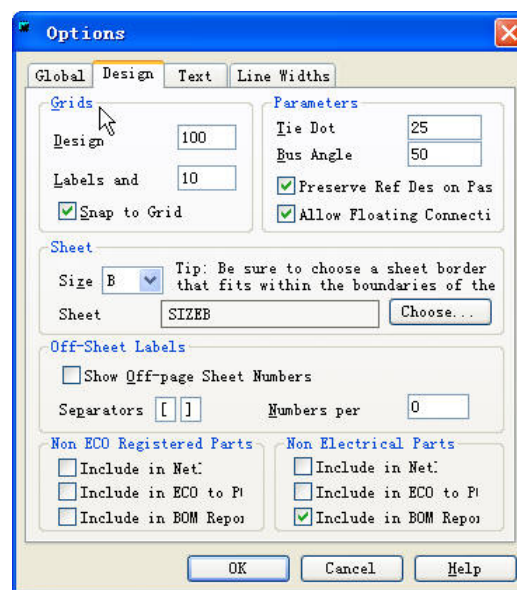 Options
Global Design Text Line Widths
Grids
Design 100
Labels and 10
Snap to Grid
Parameters
Tie Dot 25
Bus Angle 50
Preserve Ref Des on Pas
Allow Floating Connecti
Sheet
Size B
Tip: Be sure to choose a sheet border
that fits within the boundaries of the
Sheet SIZEB Choose...
Off-Sheet Labels
Show Off-page Sheet Numbers
Separators [ ] Numbers per 0
Non ECO Registered Parts
Include in Net
Include in ECO to P
Include in BOM Repo
Non Electrical Parts
Include in Net
Include in ECO to P
Include in BOM Repo
OK Cancel Help